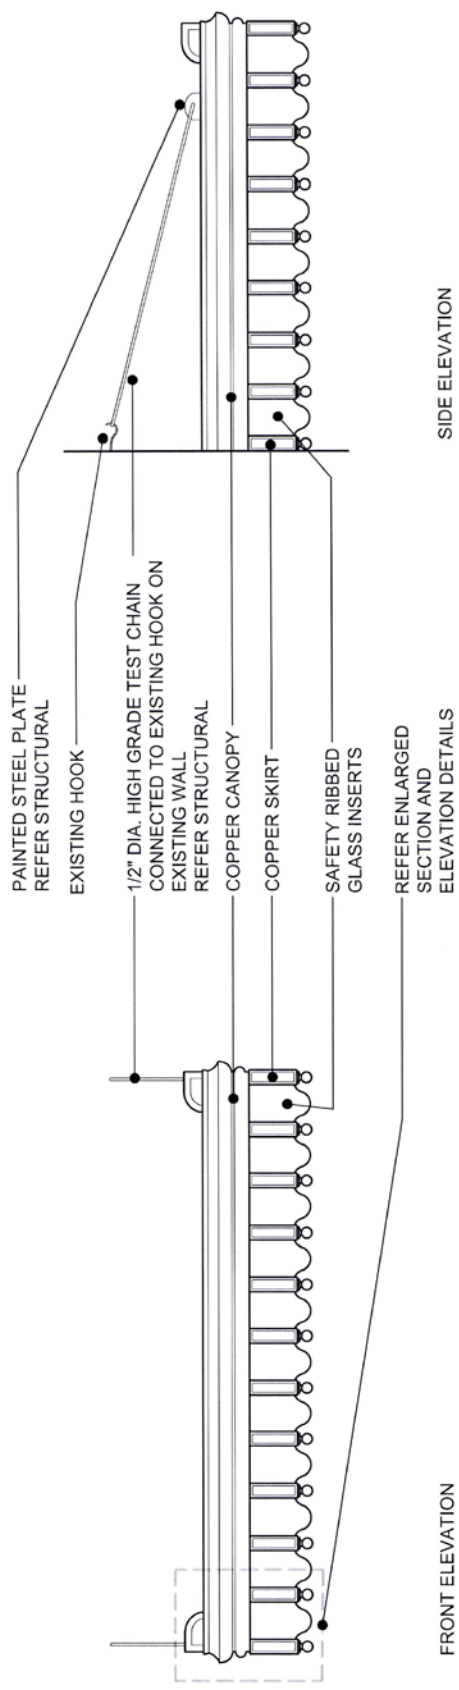 PAINTED STEEL PLATE
REFER STRUCTURAL
EXISTING HOOK
1/2" DIA. HIGH GRADE TEST CHAIN
CONNECTED TO EXISTING HOOK ON
EXISTING WALL
REFER STRUCTURAL
COPPER CANOPY
COPPER SKIRT
SAFETY RIBBED
GLASS INSERTS
REFER ENLARGED
SECTION AND
ELEVATION DETAILS
FRONT ELEVATION
SIDE ELEVATION